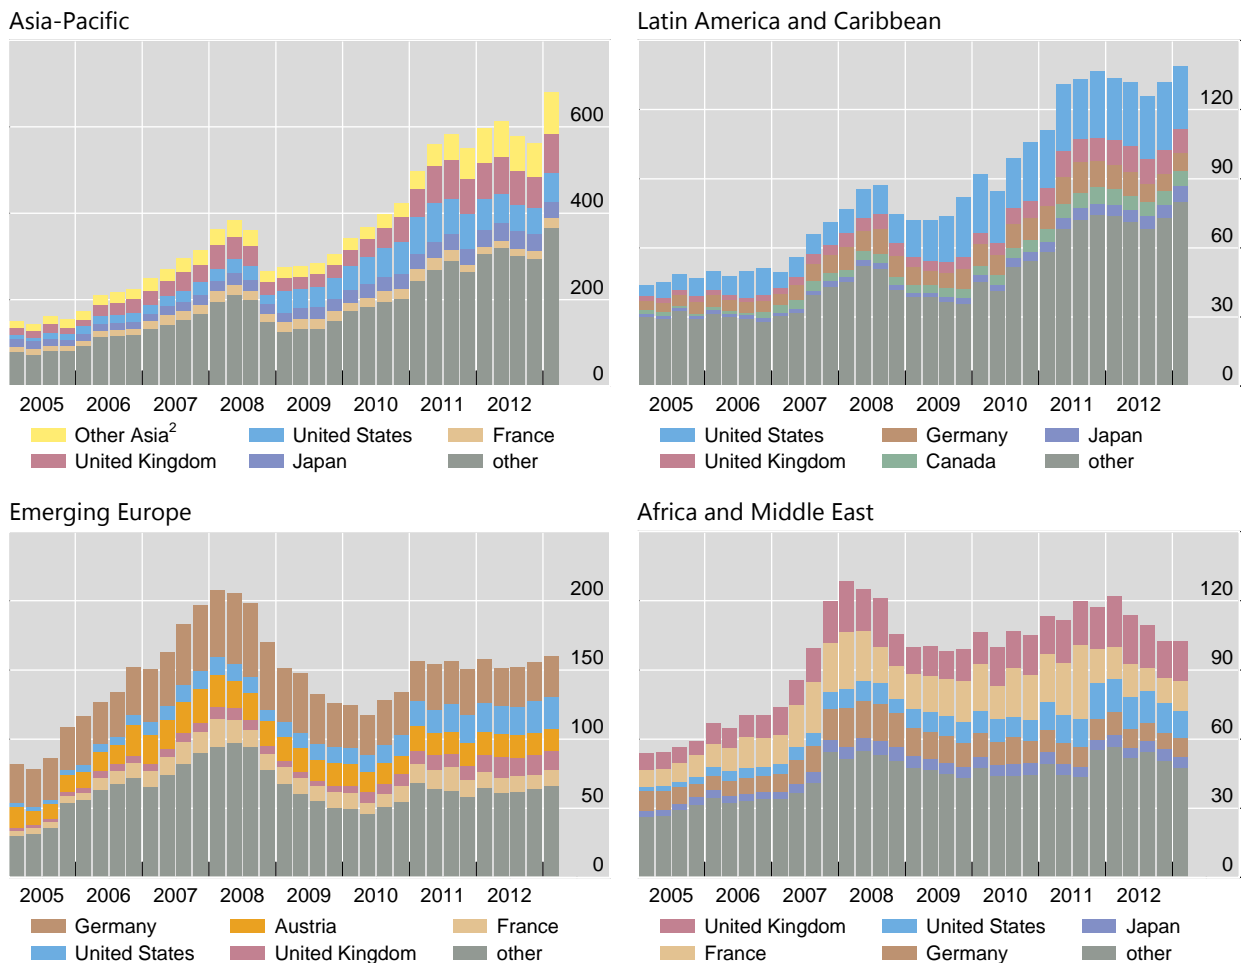 Asia-Pacific
600
400
200
0
2005 2006 2007 2008 2009 2010 2011 2012
Other Asia2 United States France
United Kingdom Japan other
Latin America and Caribbean
120
90
60
30
0
2005 2006 2007 2008 2009 2010 2011 2012
United States Germany Japan
United Kingdom Canada other
Emerging Europe
200
150
100
50
0
2005 2006 2007 2008 2009 2010 2011 2012
Germany Austria France
United States United Kingdom other
Africa and Middle East
120
90
60
30
0
2005 2006 2007 2008 2009 2010 2011 2012
United Kingdom United States Japan
France Germany other